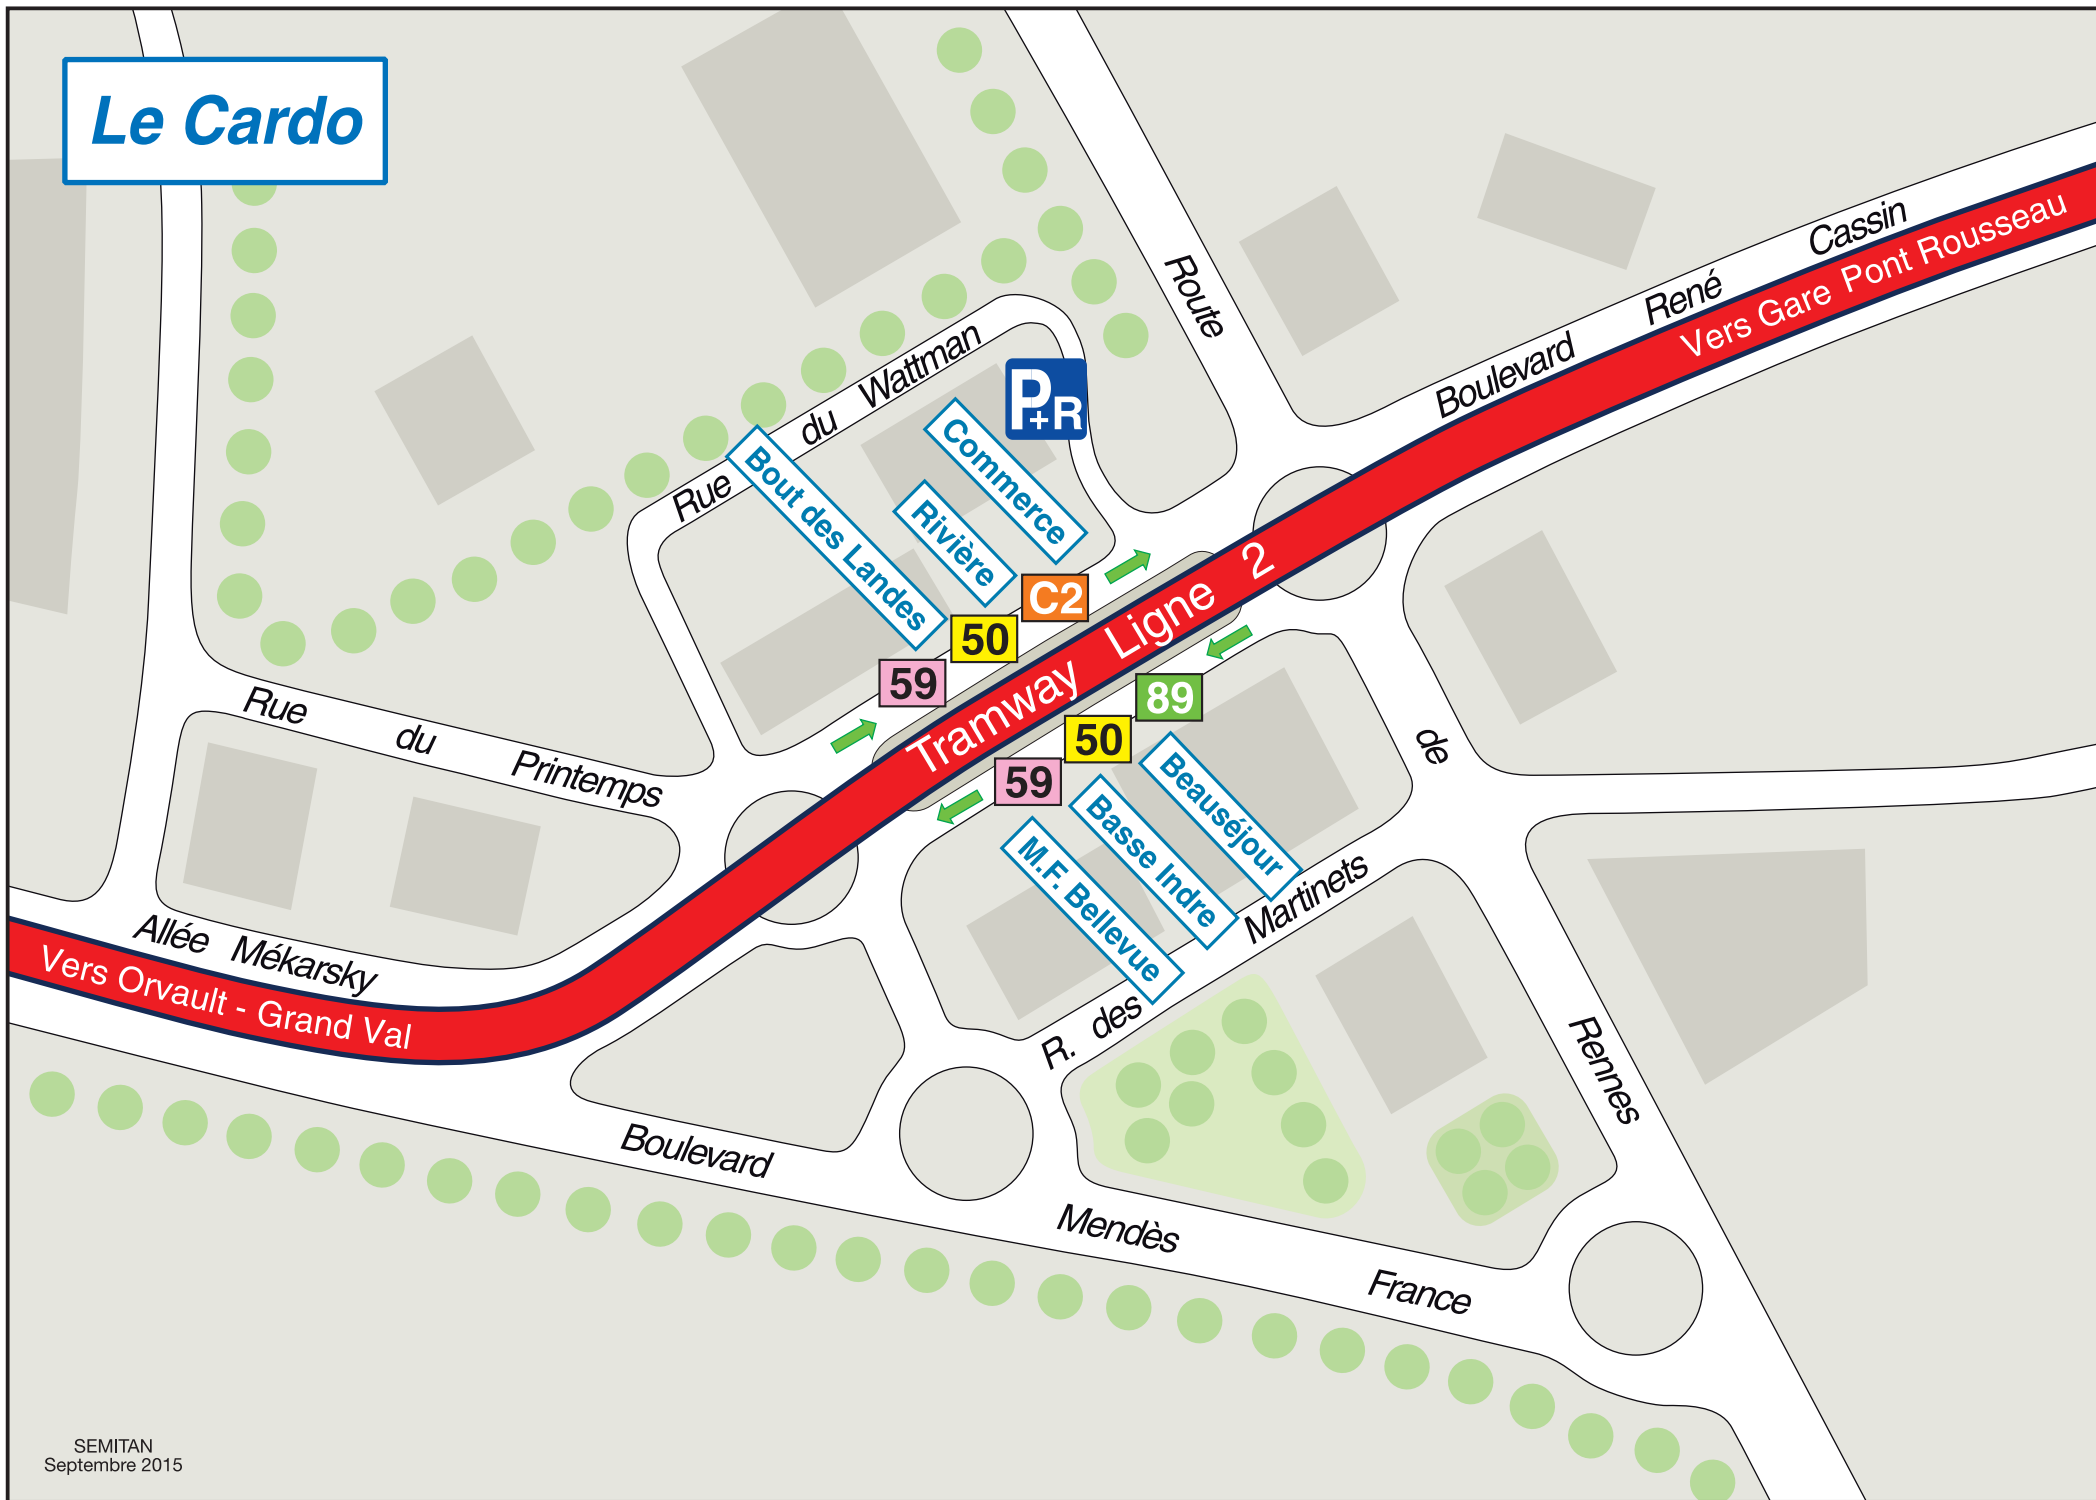 Le Cardo
Route de Rennes
Boulevard René Cassin
Vers Gare Pont Rousseau
Rue du Wattman
P+R
Commerce
Rivière
Bout des Landes
C2
50
59
Tramway Ligne 2
89
50
59
Beauséjour
Basse Indre
M.F. Bellevue
Rue du Printemps
R. des Martinets
Allée Mékarsky
Vers Orvault - Grand Val
Boulevard Mendès France
SEMITAN
Septembre 2015